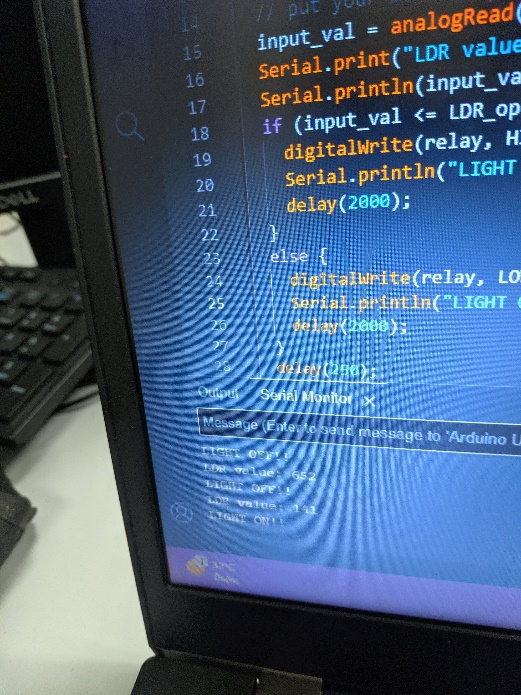 DELL
14 // put your
15 input_val = analogRead(
16 Serial.print("LDR value
17 Serial.println(input_va
18 if (input_val <= LDR_op
19 digitalWrite(relay, H
20 Serial.println("LIGHT
21 delay(2000);
22 }
23 else {
24 digitalWrite(relay, LO
25 Serial.println("LIGHT
26 delay(2000);
27 }
28 delay(250);
Output Serial Monitor ×
Message (Enter to send message to 'Arduino U
LIGHT OFF!!
LDR value: 652
LIGHT OFF!!
LDR value: 141
LIGHT ON!!
32°C